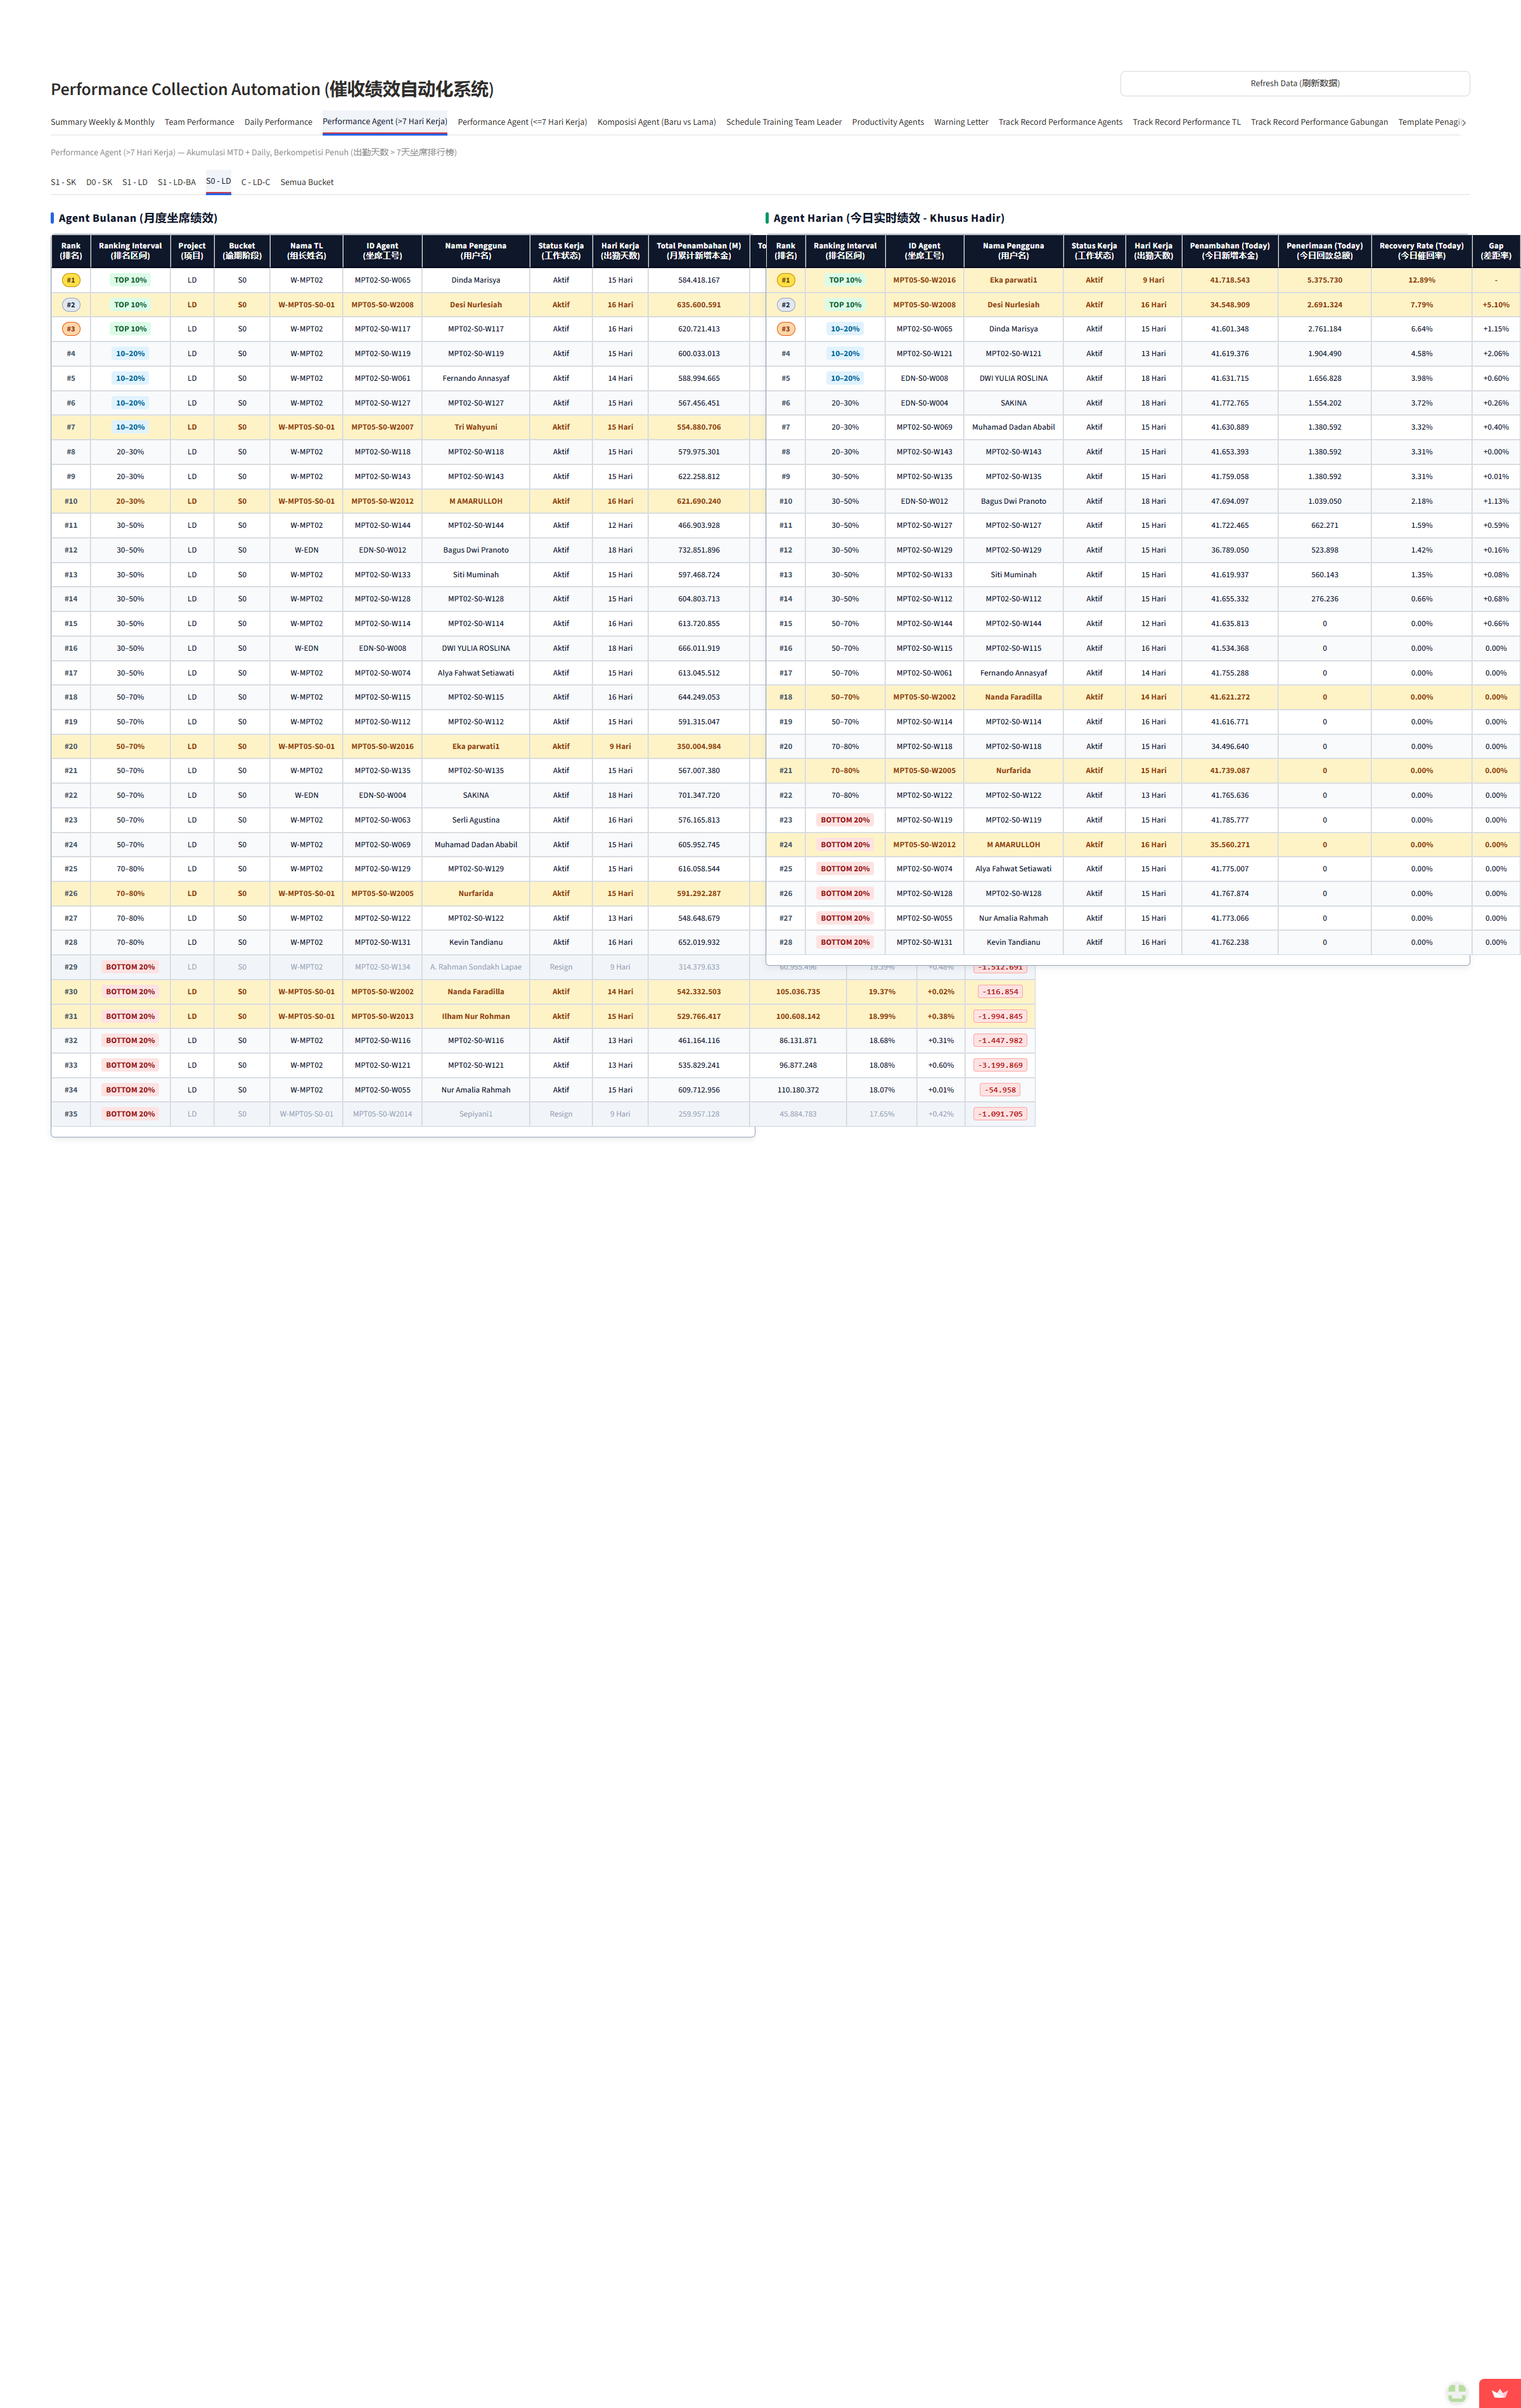 Performance Collection Automation (催收绩效自动化系统)
Refresh Data (刷新数据)
Summary Weekly & Monthly Team Performance Daily Performance Performance Agent (>7 Hari Kerja) Performance Agent (<=7 Hari Kerja) Komposisi Agent (Baru vs Lama) Schedule Training Team Leader Productivity Agents Warning Letter Track Record Performance Agents Track Record Performance TL Track Record Performance Gabungan Template Penagi
Performance Agent (>7 Hari Kerja) — Akumulasi MTD + Daily, Berkompetisi Penuh (出勤天数 > 7天坐席排行榜)
S1 - SK D0 - SK S1 - LD S1 - LD-BA S0 - LD C - LD-C Semua Bucket
Agent Bulanan (月度坐席绩效)
Rank Ranking Interval Project Bucket Nama TL ID Agent Nama Pengguna Status Kerja Hari Kerja Total Penambahan (M) To
(排名) (排名区间) (项目) (逾期阶段) (组长姓名) (坐席工号) (用户名) (工作状态) (出勤天数) (月累计新增本金)
#1 TOP 10% LD S0 W-MPT02 MPT02-S0-W065 Dinda Marisya Aktif 15 Hari 584.418.167
#2 TOP 10% LD S0 W-MPT05-S0-01 MPT05-S0-W2008 Desi Nurlesiah Aktif 16 Hari 635.600.591
#3 TOP 10% LD S0 W-MPT02 MPT02-S0-W117 MPT02-S0-W117 Aktif 16 Hari 620.721.413
#4 10–20% LD S0 W-MPT02 MPT02-S0-W119 MPT02-S0-W119 Aktif 15 Hari 600.033.013
#5 10–20% LD S0 W-MPT02 MPT02-S0-W061 Fernando Annasyaf Aktif 14 Hari 588.994.665
#6 10–20% LD S0 W-MPT02 MPT02-S0-W127 MPT02-S0-W127 Aktif 15 Hari 567.456.451
#7 10–20% LD S0 W-MPT05-S0-01 MPT05-S0-W2007 Tri Wahyuni Aktif 15 Hari 554.880.706
#8 20–30% LD S0 W-MPT02 MPT02-S0-W118 MPT02-S0-W118 Aktif 15 Hari 579.975.301
#9 20–30% LD S0 W-MPT02 MPT02-S0-W143 MPT02-S0-W143 Aktif 15 Hari 622.258.812
#10 20–30% LD S0 W-MPT05-S0-01 MPT05-S0-W2012 M AMARULLOH Aktif 16 Hari 621.690.240
#11 30–50% LD S0 W-MPT02 MPT02-S0-W144 MPT02-S0-W144 Aktif 12 Hari 466.903.928
#12 30–50% LD S0 W-EDN EDN-S0-W012 Bagus Dwi Pranoto Aktif 18 Hari 732.851.896
#13 30–50% LD S0 W-MPT02 MPT02-S0-W133 Siti Muminah Aktif 15 Hari 597.468.724
#14 30–50% LD S0 W-MPT02 MPT02-S0-W128 MPT02-S0-W128 Aktif 15 Hari 604.803.713
#15 30–50% LD S0 W-MPT02 MPT02-S0-W114 MPT02-S0-W114 Aktif 16 Hari 613.720.855
#16 30–50% LD S0 W-EDN EDN-S0-W008 DWI YULIA ROSLINA Aktif 18 Hari 666.011.919
#17 30–50% LD S0 W-MPT02 MPT02-S0-W074 Alya Fahwat Setiawati Aktif 15 Hari 613.045.512
#18 50–70% LD S0 W-MPT02 MPT02-S0-W115 MPT02-S0-W115 Aktif 16 Hari 644.249.053
#19 50–70% LD S0 W-MPT02 MPT02-S0-W112 MPT02-S0-W112 Aktif 15 Hari 591.315.047
#20 50–70% LD S0 W-MPT05-S0-01 MPT05-S0-W2016 Eka parwati1 Aktif 9 Hari 350.004.984
#21 50–70% LD S0 W-MPT02 MPT02-S0-W135 MPT02-S0-W135 Aktif 15 Hari 567.007.380
#22 50–70% LD S0 W-EDN EDN-S0-W004 SAKINA Aktif 18 Hari 701.347.720
#23 50–70% LD S0 W-MPT02 MPT02-S0-W063 Serli Agustina Aktif 16 Hari 576.165.813
#24 50–70% LD S0 W-MPT02 MPT02-S0-W069 Muhamad Dadan Ababil Aktif 15 Hari 605.952.745
#25 70–80% LD S0 W-MPT02 MPT02-S0-W129 MPT02-S0-W129 Aktif 15 Hari 616.058.544
#26 70–80% LD S0 W-MPT05-S0-01 MPT05-S0-W2005 Nurfarida Aktif 15 Hari 591.292.287
#27 70–80% LD S0 W-MPT02 MPT02-S0-W122 MPT02-S0-W122 Aktif 13 Hari 548.648.679
#28 70–80% LD S0 W-MPT02 MPT02-S0-W131 Kevin Tandianu Aktif 16 Hari 652.019.932
#29 BOTTOM 20% LD S0 W-MPT02 MPT02-S0-W134 A. Rahman Sondakh Lapae Resign 9 Hari 314.379.633 60.955.496 19.39% +0.48% -1.512.691
#30 BOTTOM 20% LD S0 W-MPT05-S0-01 MPT05-S0-W2002 Nanda Faradilla Aktif 14 Hari 542.332.503 105.036.735 19.37% +0.02% -116.854
#31 BOTTOM 20% LD S0 W-MPT05-S0-01 MPT05-S0-W2013 Ilham Nur Rohman Aktif 15 Hari 529.766.417 100.608.142 18.99% +0.38% -1.994.845
#32 BOTTOM 20% LD S0 W-MPT02 MPT02-S0-W116 MPT02-S0-W116 Aktif 13 Hari 461.164.116 86.131.871 18.68% +0.31% -1.447.982
#33 BOTTOM 20% LD S0 W-MPT02 MPT02-S0-W121 MPT02-S0-W121 Aktif 13 Hari 535.829.241 96.877.248 18.08% +0.60% -3.199.869
#34 BOTTOM 20% LD S0 W-MPT02 MPT02-S0-W055 Nur Amalia Rahmah Aktif 15 Hari 609.712.956 110.180.372 18.07% +0.01% -54.958
#35 BOTTOM 20% LD S0 W-MPT05-S0-01 MPT05-S0-W2014 Sepiyani1 Resign 9 Hari 259.957.128 45.884.783 17.65% +0.42% -1.091.705
Agent Harian (今日实时绩效 - Khusus Hadir)
Rank Ranking Interval ID Agent Nama Pengguna Status Kerja Hari Kerja Penambahan (Today) Penerimaan (Today) Recovery Rate (Today) Gap
(排名) (排名区间) (坐席工号) (用户名) (工作状态) (出勤天数) (今日新增本金) (今日回款总额) (今日催回率) (差距率)
#1 TOP 10% MPT05-S0-W2016 Eka parwati1 Aktif 9 Hari 41.718.543 5.375.730 12.89% -
#2 TOP 10% MPT05-S0-W2008 Desi Nurlesiah Aktif 16 Hari 34.548.909 2.691.324 7.79% +5.10%
#3 10–20% MPT02-S0-W065 Dinda Marisya Aktif 15 Hari 41.601.348 2.761.184 6.64% +1.15%
#4 10–20% MPT02-S0-W121 MPT02-S0-W121 Aktif 13 Hari 41.619.376 1.904.490 4.58% +2.06%
#5 10–20% EDN-S0-W008 DWI YULIA ROSLINA Aktif 18 Hari 41.631.715 1.656.828 3.98% +0.60%
#6 20–30% EDN-S0-W004 SAKINA Aktif 18 Hari 41.772.765 1.554.202 3.72% +0.26%
#7 20–30% MPT02-S0-W069 Muhamad Dadan Ababil Aktif 15 Hari 41.630.889 1.380.592 3.32% +0.40%
#8 20–30% MPT02-S0-W143 MPT02-S0-W143 Aktif 15 Hari 41.653.393 1.380.592 3.31% +0.00%
#9 30–50% MPT02-S0-W135 MPT02-S0-W135 Aktif 15 Hari 41.759.058 1.380.592 3.31% +0.01%
#10 30–50% EDN-S0-W012 Bagus Dwi Pranoto Aktif 18 Hari 47.694.097 1.039.050 2.18% +1.13%
#11 30–50% MPT02-S0-W127 MPT02-S0-W127 Aktif 15 Hari 41.722.465 662.271 1.59% +0.59%
#12 30–50% MPT02-S0-W129 MPT02-S0-W129 Aktif 15 Hari 36.789.050 523.898 1.42% +0.16%
#13 30–50% MPT02-S0-W133 Siti Muminah Aktif 15 Hari 41.619.937 560.143 1.35% +0.08%
#14 30–50% MPT02-S0-W112 MPT02-S0-W112 Aktif 15 Hari 41.655.332 276.236 0.66% +0.68%
#15 50–70% MPT02-S0-W144 MPT02-S0-W144 Aktif 12 Hari 41.635.813 0 0.00% +0.66%
#16 50–70% MPT02-S0-W115 MPT02-S0-W115 Aktif 16 Hari 41.534.368 0 0.00% 0.00%
#17 50–70% MPT02-S0-W061 Fernando Annasyaf Aktif 14 Hari 41.755.288 0 0.00% 0.00%
#18 50–70% MPT05-S0-W2002 Nanda Faradilla Aktif 14 Hari 41.621.272 0 0.00% 0.00%
#19 50–70% MPT02-S0-W114 MPT02-S0-W114 Aktif 16 Hari 41.616.771 0 0.00% 0.00%
#20 70–80% MPT02-S0-W118 MPT02-S0-W118 Aktif 15 Hari 34.496.640 0 0.00% 0.00%
#21 70–80% MPT05-S0-W2005 Nurfarida Aktif 15 Hari 41.739.087 0 0.00% 0.00%
#22 70–80% MPT02-S0-W122 MPT02-S0-W122 Aktif 13 Hari 41.765.636 0 0.00% 0.00%
#23 BOTTOM 20% MPT02-S0-W119 MPT02-S0-W119 Aktif 15 Hari 41.785.777 0 0.00% 0.00%
#24 BOTTOM 20% MPT05-S0-W2012 M AMARULLOH Aktif 16 Hari 35.560.271 0 0.00% 0.00%
#25 BOTTOM 20% MPT02-S0-W074 Alya Fahwat Setiawati Aktif 15 Hari 41.775.007 0 0.00% 0.00%
#26 BOTTOM 20% MPT02-S0-W128 MPT02-S0-W128 Aktif 15 Hari 41.767.874 0 0.00% 0.00%
#27 BOTTOM 20% MPT02-S0-W055 Nur Amalia Rahmah Aktif 15 Hari 41.773.066 0 0.00% 0.00%
#28 BOTTOM 20% MPT02-S0-W131 Kevin Tandianu Aktif 16 Hari 41.762.238 0 0.00% 0.00%